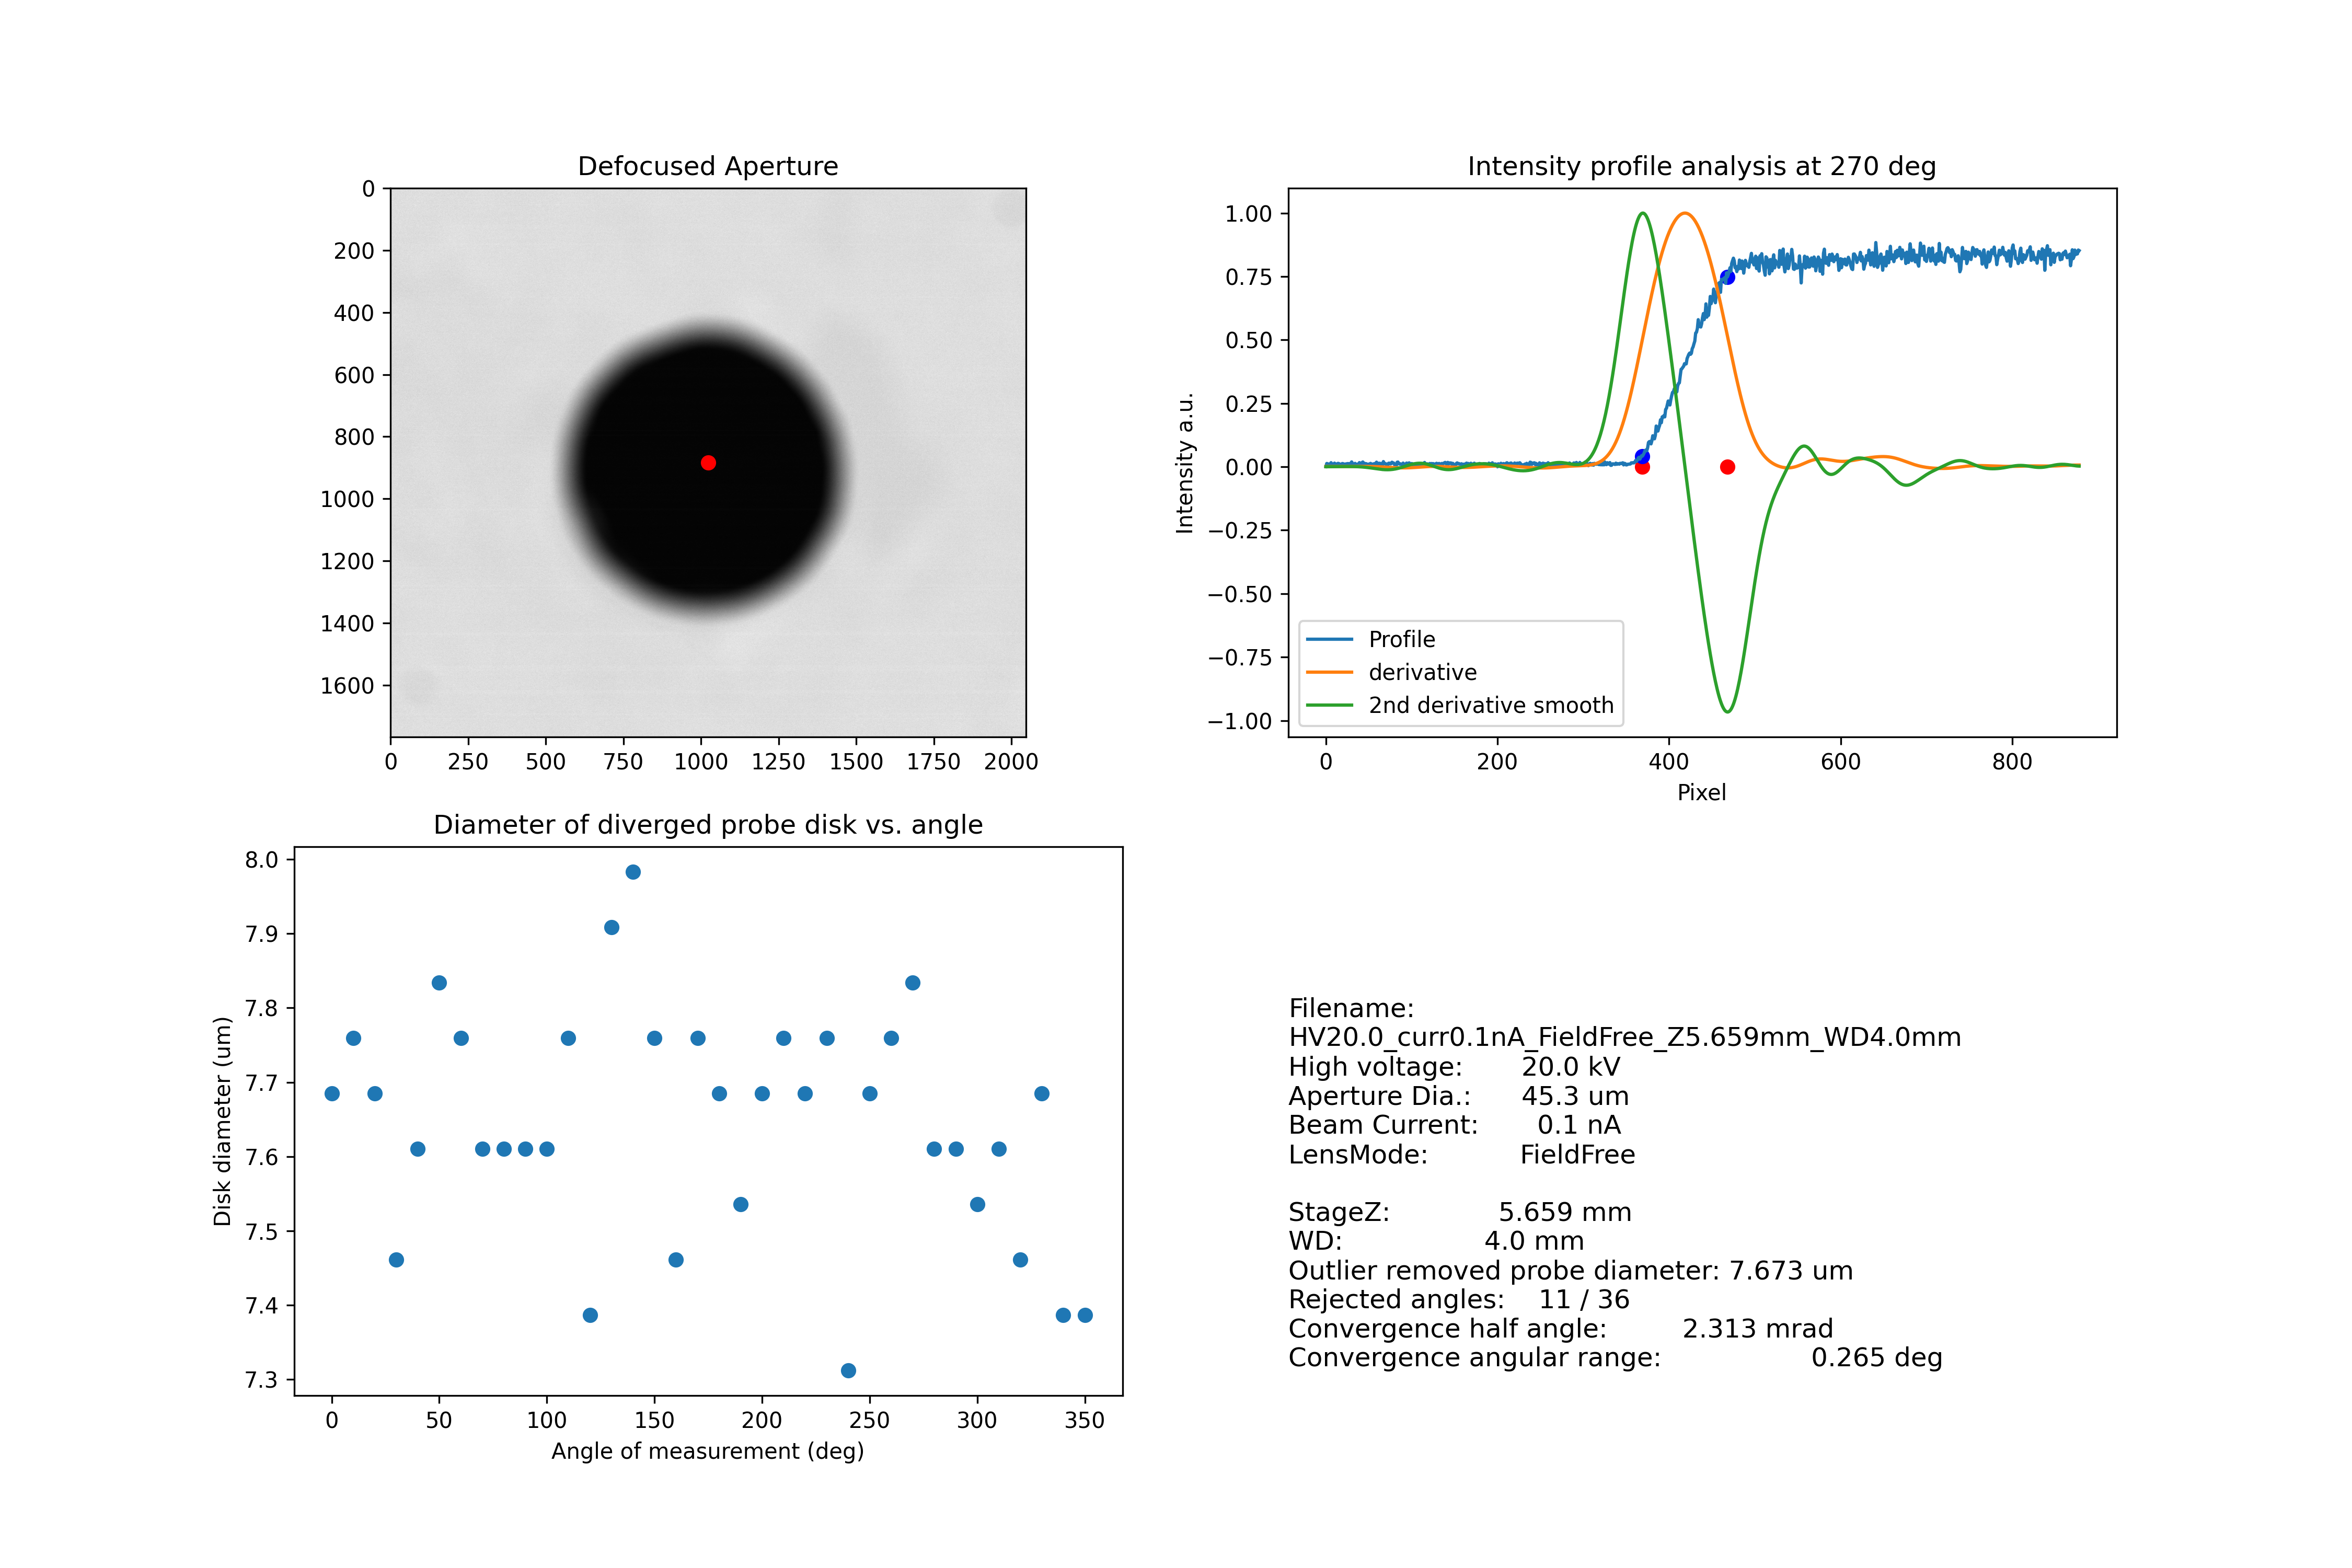 Defocused Aperture
0
200
400
600
800
1000
1200
1400
1600
0 250 500 750 1000 1250 1500 1750 2000
Intensity profile analysis at 270 deg
Intensity a.u.
1.00
0.75
0.50
0.25
0.00
−0.25
−0.50
−0.75
−1.00
Profile
derivative
2nd derivative smooth
0 200 400 600 800
Pixel
Diameter of diverged probe disk vs. angle
Disk diameter (um)
8.0
7.9
7.8
7.7
7.6
7.5
7.4
7.3
0 50 100 150 200 250 300 350
Angle of measurement (deg)
Filename:
HV20.0_curr0.1nA_FieldFree_Z5.659mm_WD4.0mm
High voltage: 20.0 kV
Aperture Dia.: 45.3 um
Beam Current: 0.1 nA
LensMode: FieldFree
StageZ: 5.659 mm
WD: 4.0 mm
Outlier removed probe diameter: 7.673 um
Rejected angles: 11 / 36
Convergence half angle: 2.313 mrad
Convergence angular range: 0.265 deg